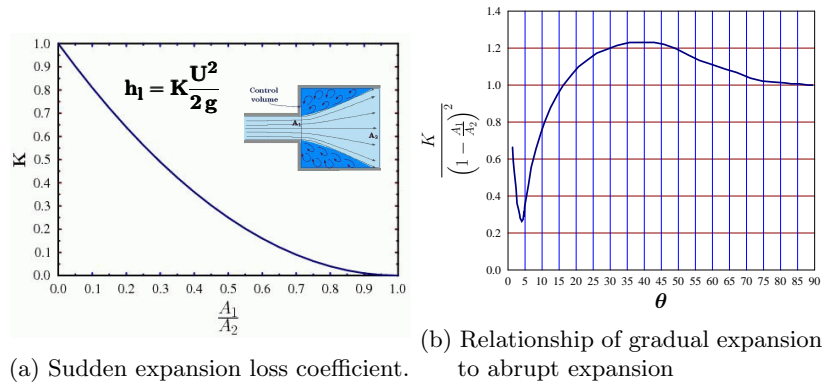 1.0
0.9
0.8
0.7
0.6
0.5
0.4
0.3
0.2
0.1
0.0
K
h_l = K U^2/2g
Control
volume
A_1
A_2
0.0 0.1 0.2 0.3 0.4 0.5 0.6 0.7 0.8 0.9 1.0
A_1/A_2
(a) Sudden expansion loss coefficient.
1.4
1.2
1.0
0.8
0.6
0.4
0.2
0.0
K/(1 − A_1/A_2)^2
0 5 10 15 20 25 30 35 40 45 50 55 60 65 70 75 80 85 90
θ
(b) Relationship of gradual expansion
to abrupt expansion